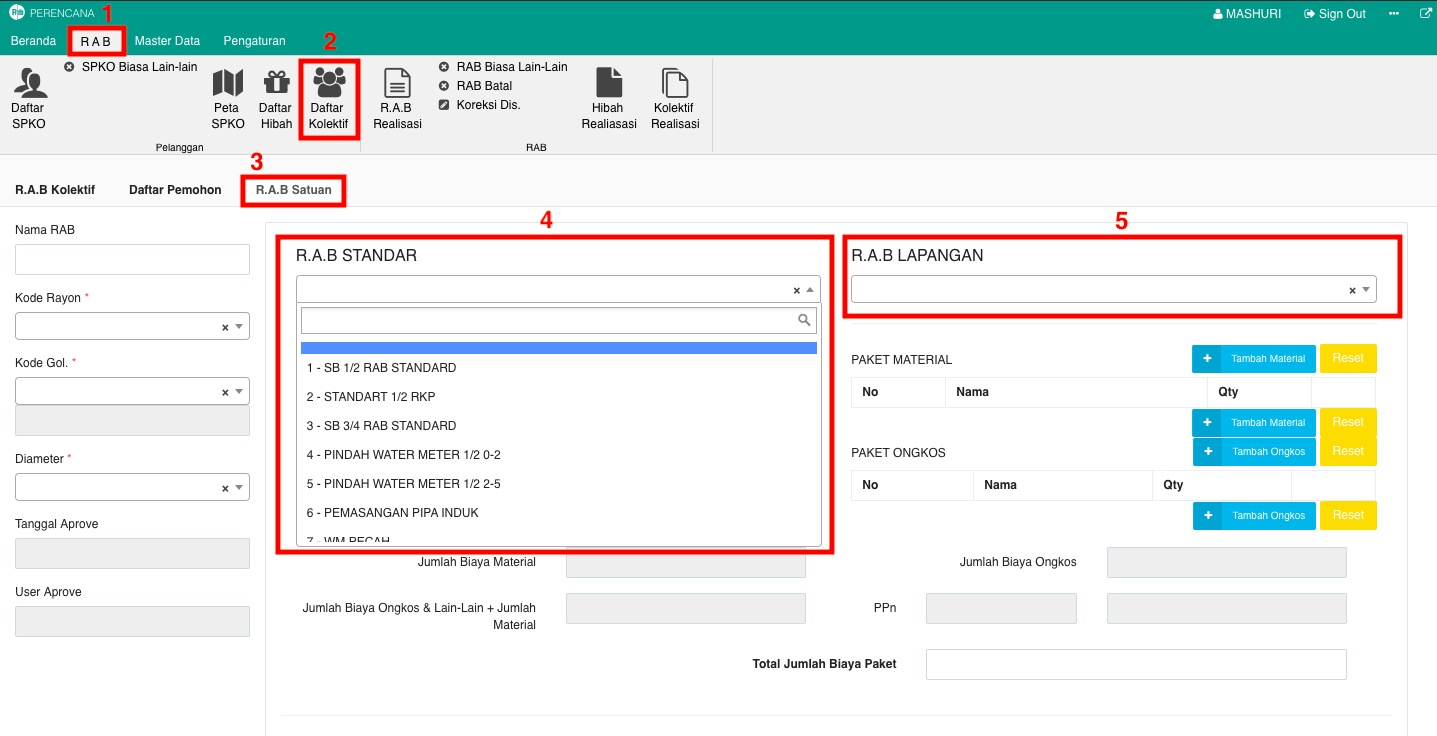 PERENCANA
1
MASHURI
Sign Out
Beranda
R A B
Master Data
Pengaturan
2
SPKO Biasa Lain-lain
Daftar
SPKO
Peta
SPKO
Daftar
Hibah
Daftar
Kolektif
Pelanggan
R.A.B
Realisasi
RAB Biasa Lain-Lain
RAB Batal
Koreksi Dis.
Hibah
Realiasasi
Kolektif
Realisasi
RAB
3
R.A.B Kolektif
Daftar Pemohon
R.A.B Satuan
Nama RAB
Kode Rayon *
×
Kode Gol. *
×
Diameter *
×
Tanggal Aprove
User Aprove
4
R.A.B STANDAR
×
1 - SB 1/2 RAB STANDARD
2 - STANDART 1/2 RKP
3 - SB 3/4 RAB STANDARD
4 - PINDAH WATER METER 1/2 0-2
5 - PINDAH WATER METER 1/2 2-5
6 - PEMASANGAN PIPA INDUK
7 - WM PECAH
5
R.A.B LAPANGAN
×
PAKET MATERIAL
+ Tambah Material
Reset
No Nama Qty
+ Tambah Material
Reset
PAKET ONGKOS
+ Tambah Ongkos
Reset
No Nama Qty
+ Tambah Ongkos
Reset
Jumlah Biaya Material
Jumlah Biaya Ongkos
Jumlah Biaya Ongkos & Lain-Lain + Jumlah
Material
PPn
Total Jumlah Biaya Paket